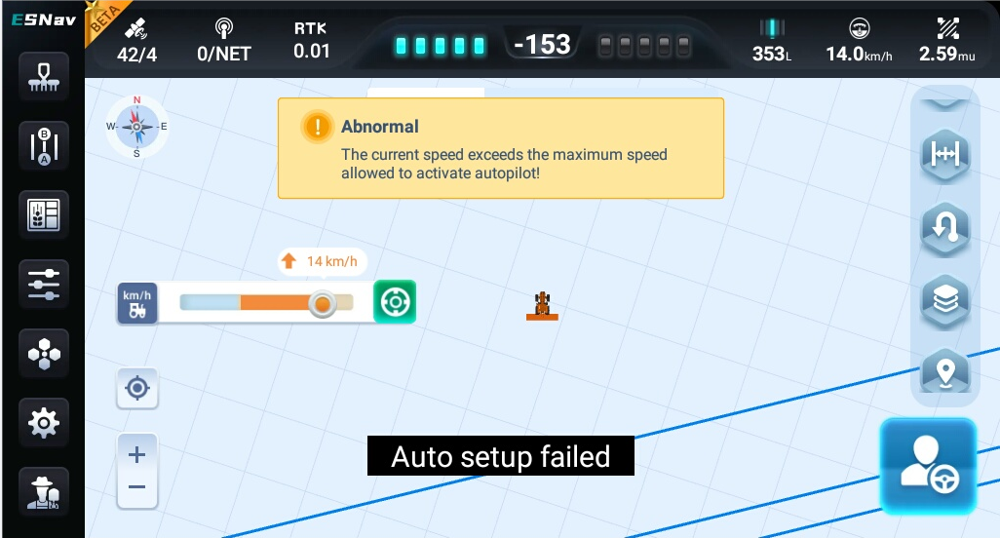 ESNav
BETA
42/4
0/NET
RTK
0.01
-153
353L
14.0km/h
2.59mu
N
W
E
S
Abnormal
The current speed exceeds the maximum speed
allowed to activate autopilot!
B
A
14 km/h
km/h
Auto setup failed